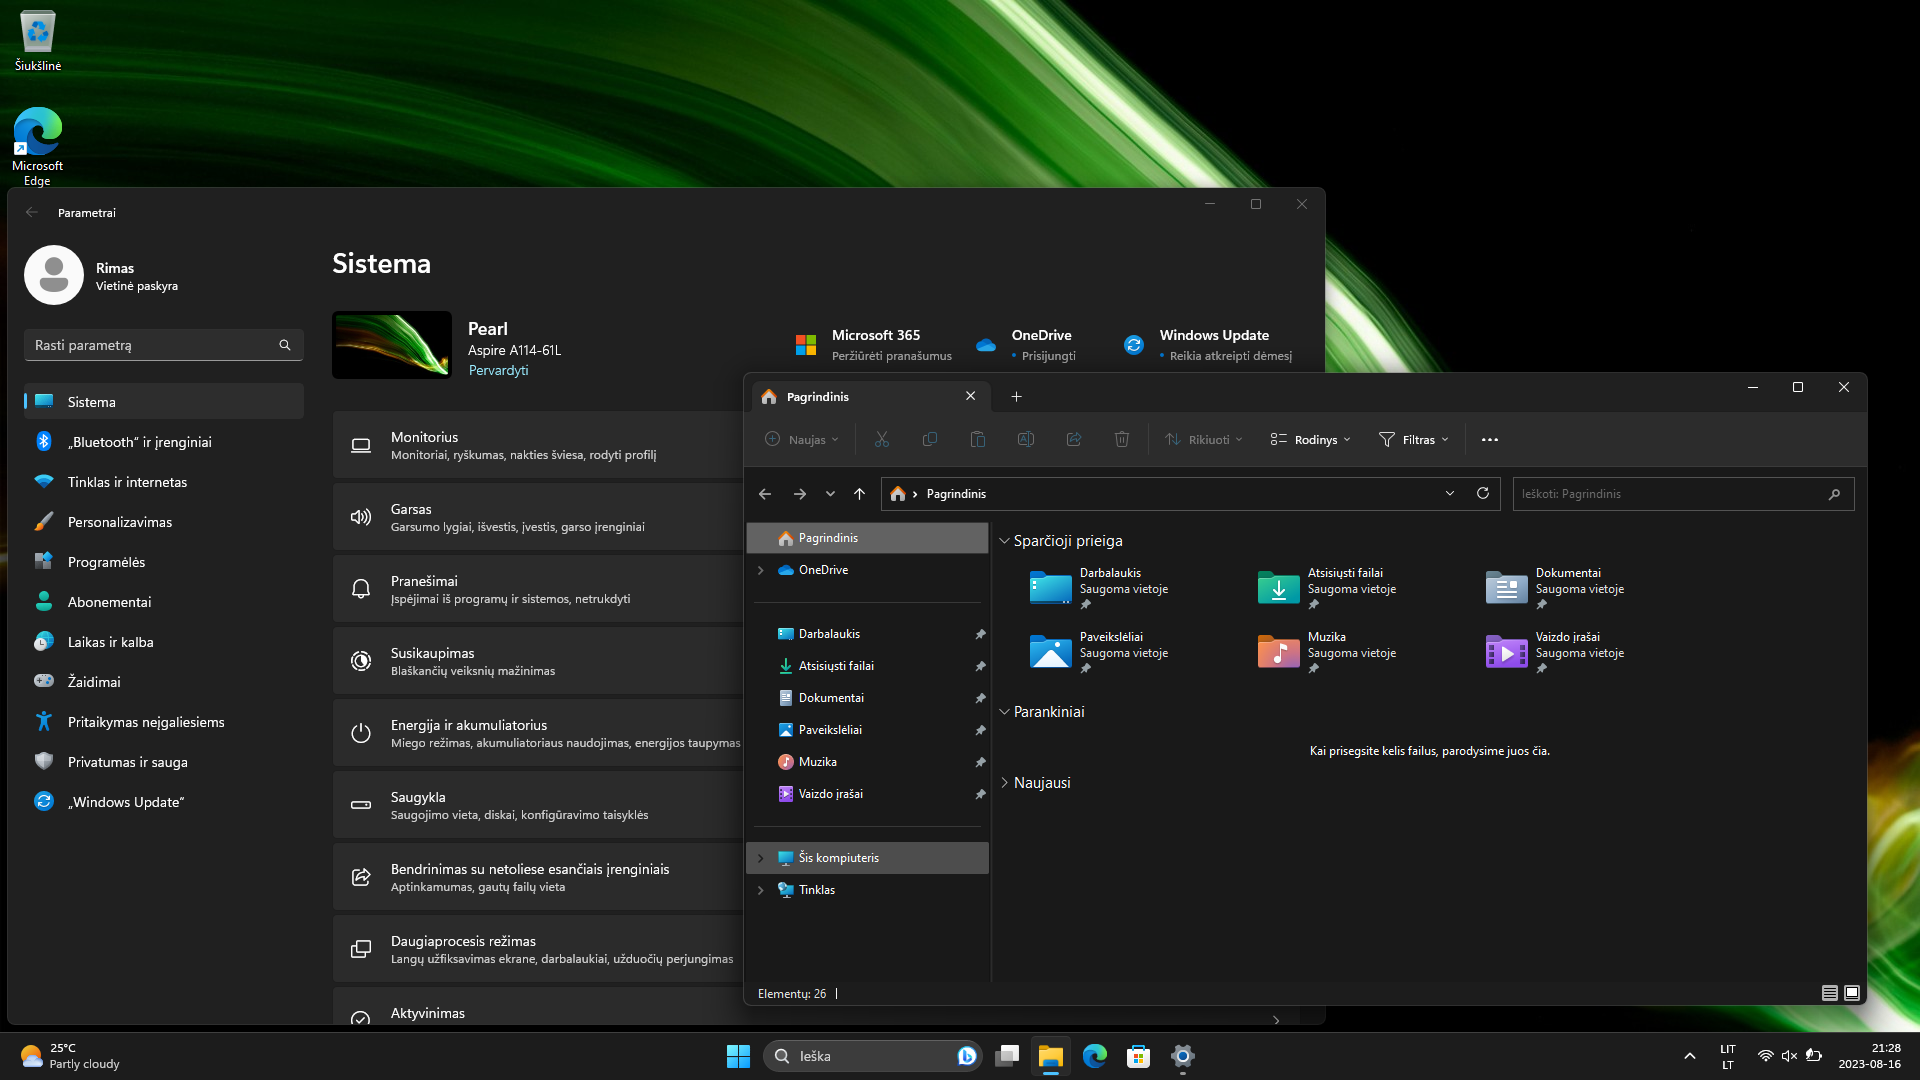 Šiukšlinė
Microsoft
Edge
Parametrai
Rimas
Vietinė paskyra
Rasti parametrą
Sistema
„Bluetooth“ ir įrenginiai
Tinklas ir internetas
Personalizavimas
Programėlės
Abonementai
Laikas ir kalba
Žaidimai
Pritaikymas neįgaliesiems
Privatumas ir sauga
„Windows Update“
Sistema
Pearl
Aspire A114-61L
Pervardyti
Microsoft 365
Peržiūrėti pranašumus
OneDrive
• Prisijungti
Windows Update
• Reikia atkreipti dėmesį
Monitorius
Monitoriai, ryškumas, nakties šviesa, rodyti profilį
Garsas
Garsumo lygiai, išvestis, įvestis, garso įrenginiai
Pranešimai
Įspėjimai iš programų ir sistemos, netrukdyti
Susikaupimas
Blaškančių veiksnių mažinimas
Energija ir akumuliatorius
Miego režimas, akumuliatoriaus naudojimas, energijos taupymas
Saugykla
Saugojimo vieta, diskai, konfigūravimo taisyklės
Bendrinimas su netoliese esančiais įrenginiais
Aptinkamumas, gautų failų vieta
Daugiaprocesis režimas
Langų užfiksavimas ekrane, darbalaukiai, užduočių perjungimas
Aktyvinimas
Pagrindinis
Naujas
Rikiuoti
Rodinys
Filtras
Pagrindinis
Ieškoti: Pagrindinis
Pagrindinis
OneDrive
Darbalaukis
Atsisiųsti failai
Dokumentai
Paveikslėliai
Muzika
Vaizdo įrašai
Šis kompiuteris
Tinklas
Sparčioji prieiga
Darbalaukis
Saugoma vietoje
Atsisiųsti failai
Saugoma vietoje
Dokumentai
Saugoma vietoje
Paveikslėliai
Saugoma vietoje
Muzika
Saugoma vietoje
Vaizdo įrašai
Saugoma vietoje
Parankiniai
Kai prisegsite kelis failus, parodysime juos čia.
Naujausi
Elementų: 26
25°C
Partly cloudy
Ieška
LIT
LT
21:28
2023-08-16